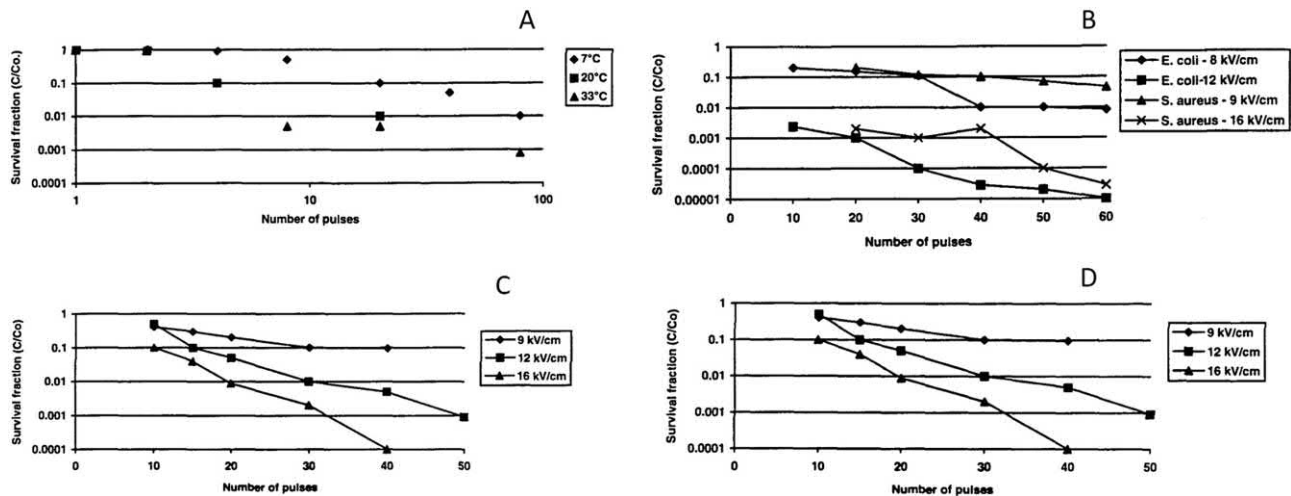 A
Survival fraction (C/Co.)
1
0.1
0.01
0.001
0.0001
1
10
100
Number of pulses
7°C
20°C
33°C
B
Survival fraction (C/Co)
1
0.1
0.01
0.001
0.0001
0.00001
0 10 20 30 40 50 60
Number of pulses
E. coli - 8 kV/cm
E. coli-12 kV/cm
S. aureus - 9 kV/cm
S. aureus - 16 kV/cm
C
Survival fraction (C/Co)
1
0.1
0.01
0.001
0.0001
0 10 20 30 40 50
Number of pulses
9 kV/cm
12 kV/cm
16 kV/cm
D
Survival fraction (C/Co)
1
0.1
0.01
0.001
0.0001
0 10 20 30 40 50
Number of pulses
9 kV/cm
12 kV/cm
16 kV/cm